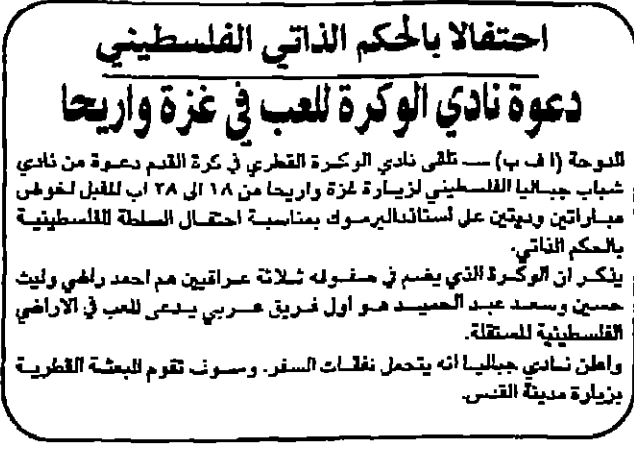 احتفالا بالحكم الذاتي الفلسطيني
دعوة نادي الوكرة للعب في غزة واريحا
الدوحة (ا ف ب) — تلقى نادي الوكرة القطري في كرة القدم دعوة من نادي
شباب جباليا الفلسطيني لزيارة غزة واريحا من ١٨ الى ٢٨ اب المقبل لخوض
مباراتين وديتين على استاد اليرموك بمناسبة احتفال السلطة الفلسطينية
بالحكم الذاتي.
يذكر ان الوكرة الذي يضم في صفوفه ثلاثة عراقيين هم احمد راضي وليث
حسين وسعد عبد الحميد هو اول فريق عربي يدعى للعب في الاراضي
الفلسطينية المستقلة.
واعلن نادي جباليا انه يتحمل نفقات السفر. وسوف تقوم البعثة القطرية
بزيارة مدينة القدس.